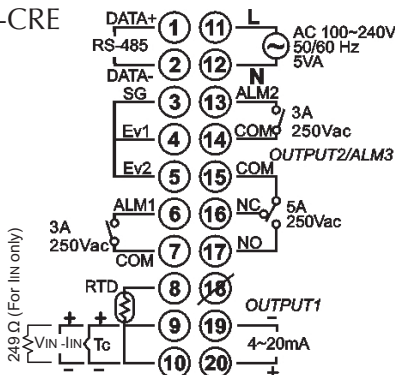 -CRE
DATA+ 1 11 L
RS-485
AC 100~240V
50/60 Hz
5VA
DATA- 2 12 N
SG 3 13 ALM2
3A
250Vac
Ev1 4 14 COM
OUTPUT2/ALM3
Ev2 5 15 COM
ALM1 6 16 NC
5A
250Vac
3A
250Vac
COM 7 17 NO
RTD 8 18
OUTPUT1
9 19 −
4~20mA
10 20 +
249 Ω (For IIN only)
+ +
VIN -IIN Tc
− −